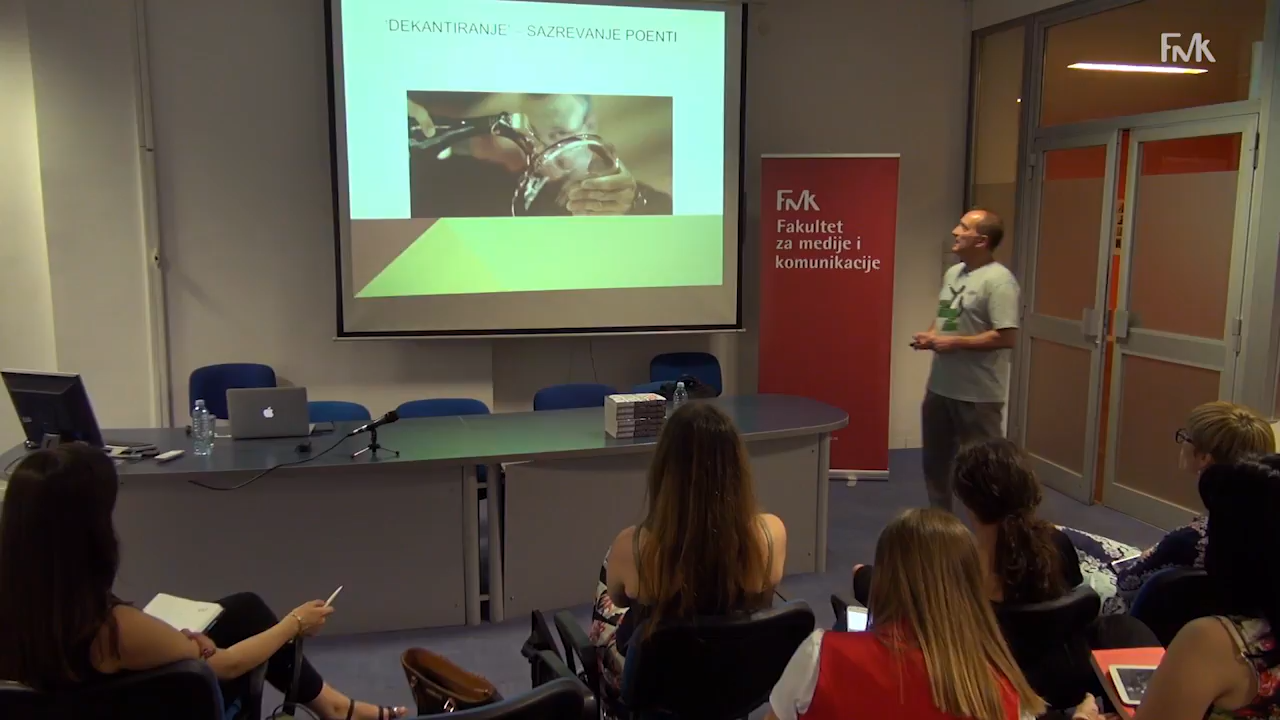 'DEKANTIRANJE' – SAZREVANJE POENTI
FMK
FMK
Fakultet
za medije i
komunikacije